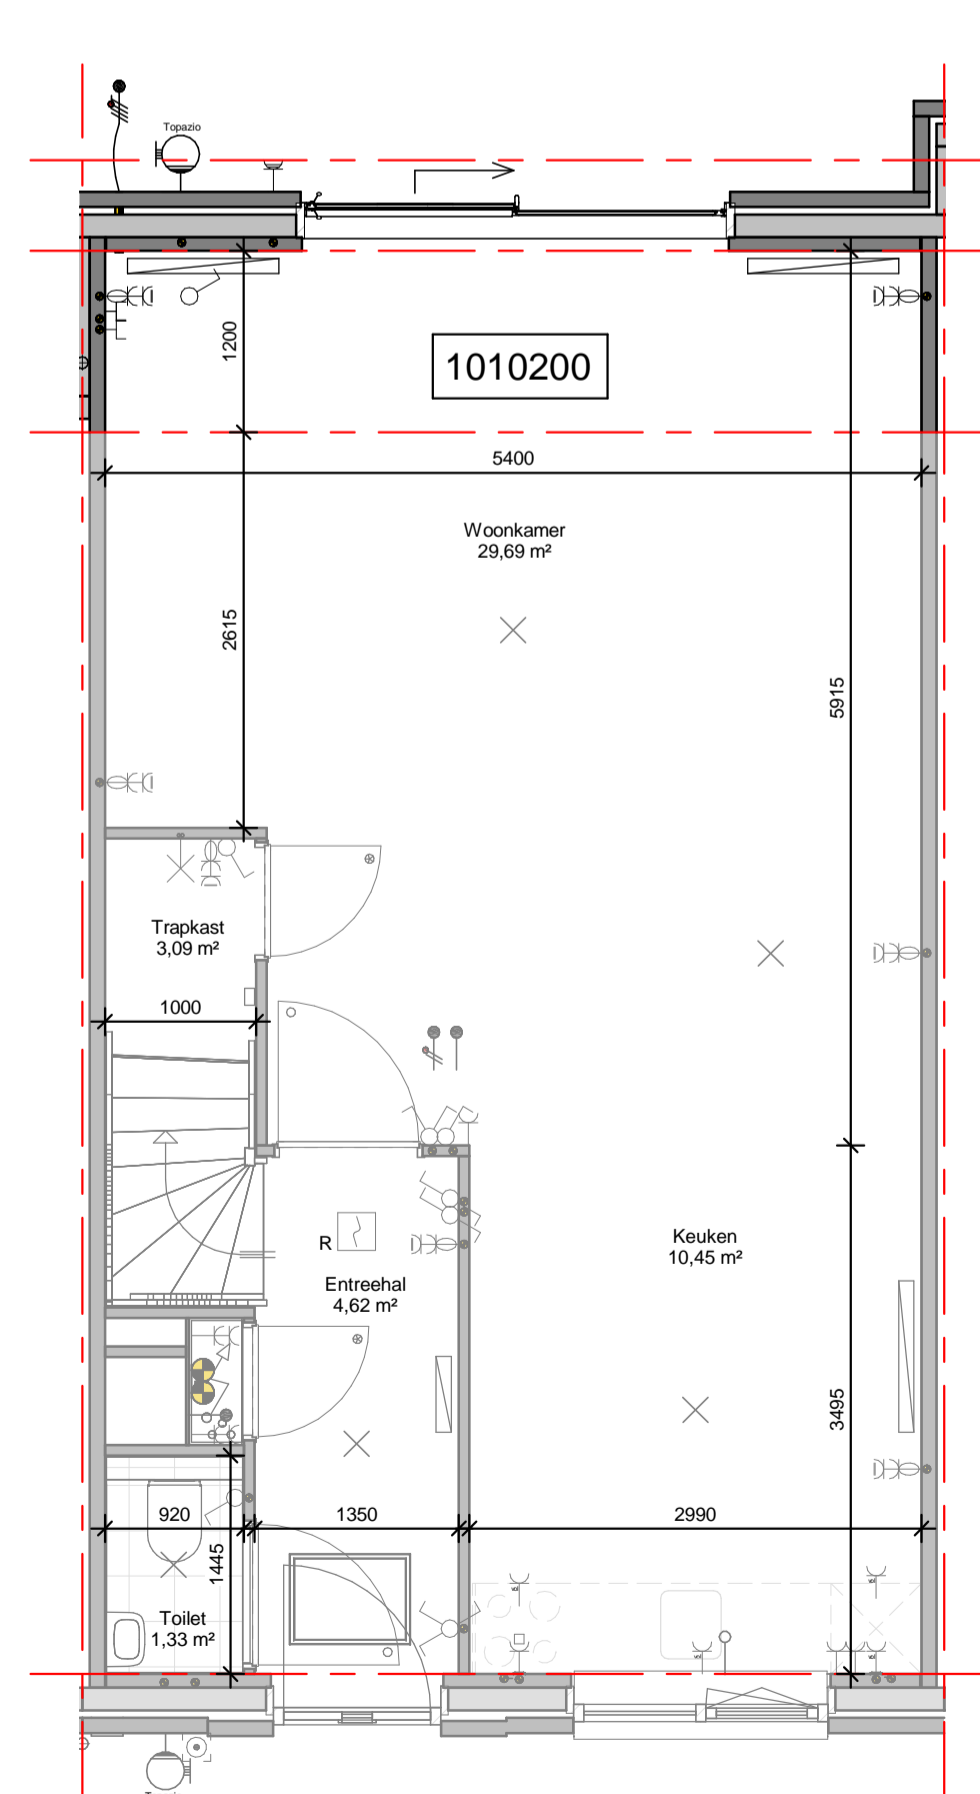 Topazio
1200
1010200
5400
Woonkamer
29,69 m²
2615
5915
Trapkast
3,09 m²
1000
R
Entreehal
4,62 m²
Keuken
10,45 m²
3495
920
1350
2990
1445
Toilet
1,33 m²